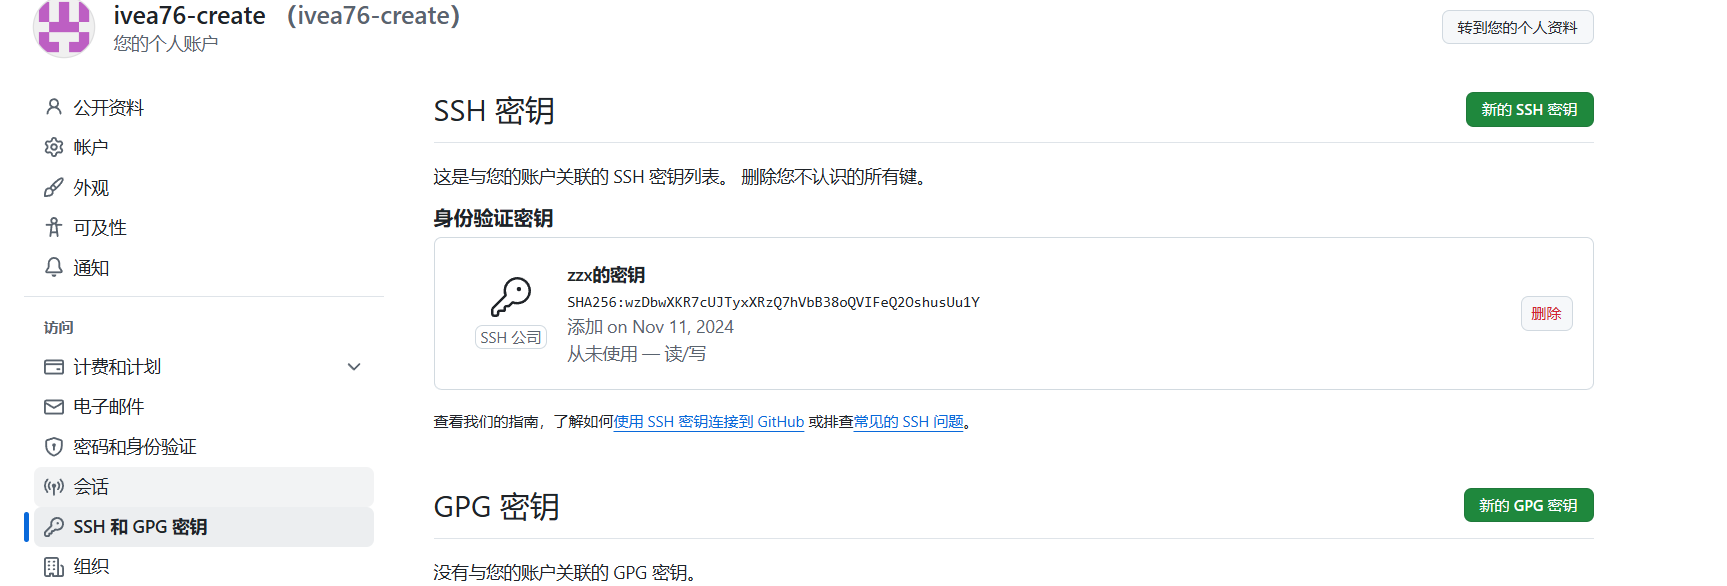 ivea76-create （ivea76-create）
您的个人账户
转到您的个人资料
公开资料
帐户
外观
可及性
通知
访问
计费和计划
电子邮件
密码和身份验证
会话
SSH 和 GPG 密钥
组织
SSH 密钥
新的 SSH 密钥
这是与您的账户关联的 SSH 密钥列表。 删除您不认识的所有键。
身份验证密钥
zzx的密钥
SHA256:wzDbwXKR7cUJTyxXRzQ7hVbB38oQVIFeQ2OshusUu1Y
SSH 公司
添加 on Nov 11, 2024
从未使用 — 读/写
删除
查看我们的指南，了解如何使用 SSH 密钥连接到 GitHub 或排查常见的 SSH 问题。
GPG 密钥
新的 GPG 密钥
没有与您的账户关联的 GPG 密钥。